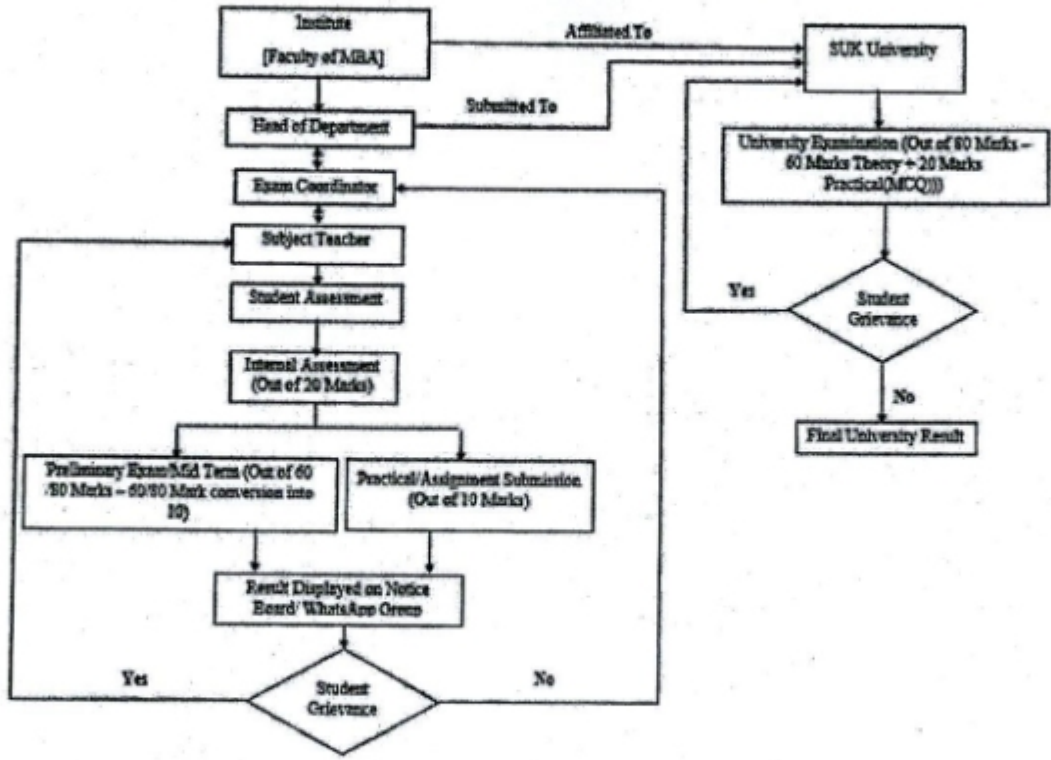 Institute
[Faculty of MBA]
Affiliated To
SUK University
Head of Department
Submitted To
University Examination (Out of 80 Marks –
60 Marks Theory + 20 Marks
Practical(MCQ)))
Exam Coordinator
Subject Teacher
Student Assessment
Yes
Student
Grievance
Internal Assessment
(Out of 20 Marks)
No
Final University Result
Preliminary Exam/Mid Term (Out of 60
/80 Marks – 60/80 Mark conversion into
10)
Practical/Assignment Submission
(Out of 10 Marks)
Result Displayed on Notice
Board/ WhatsApp Group
Yes
No
Student
Grievance